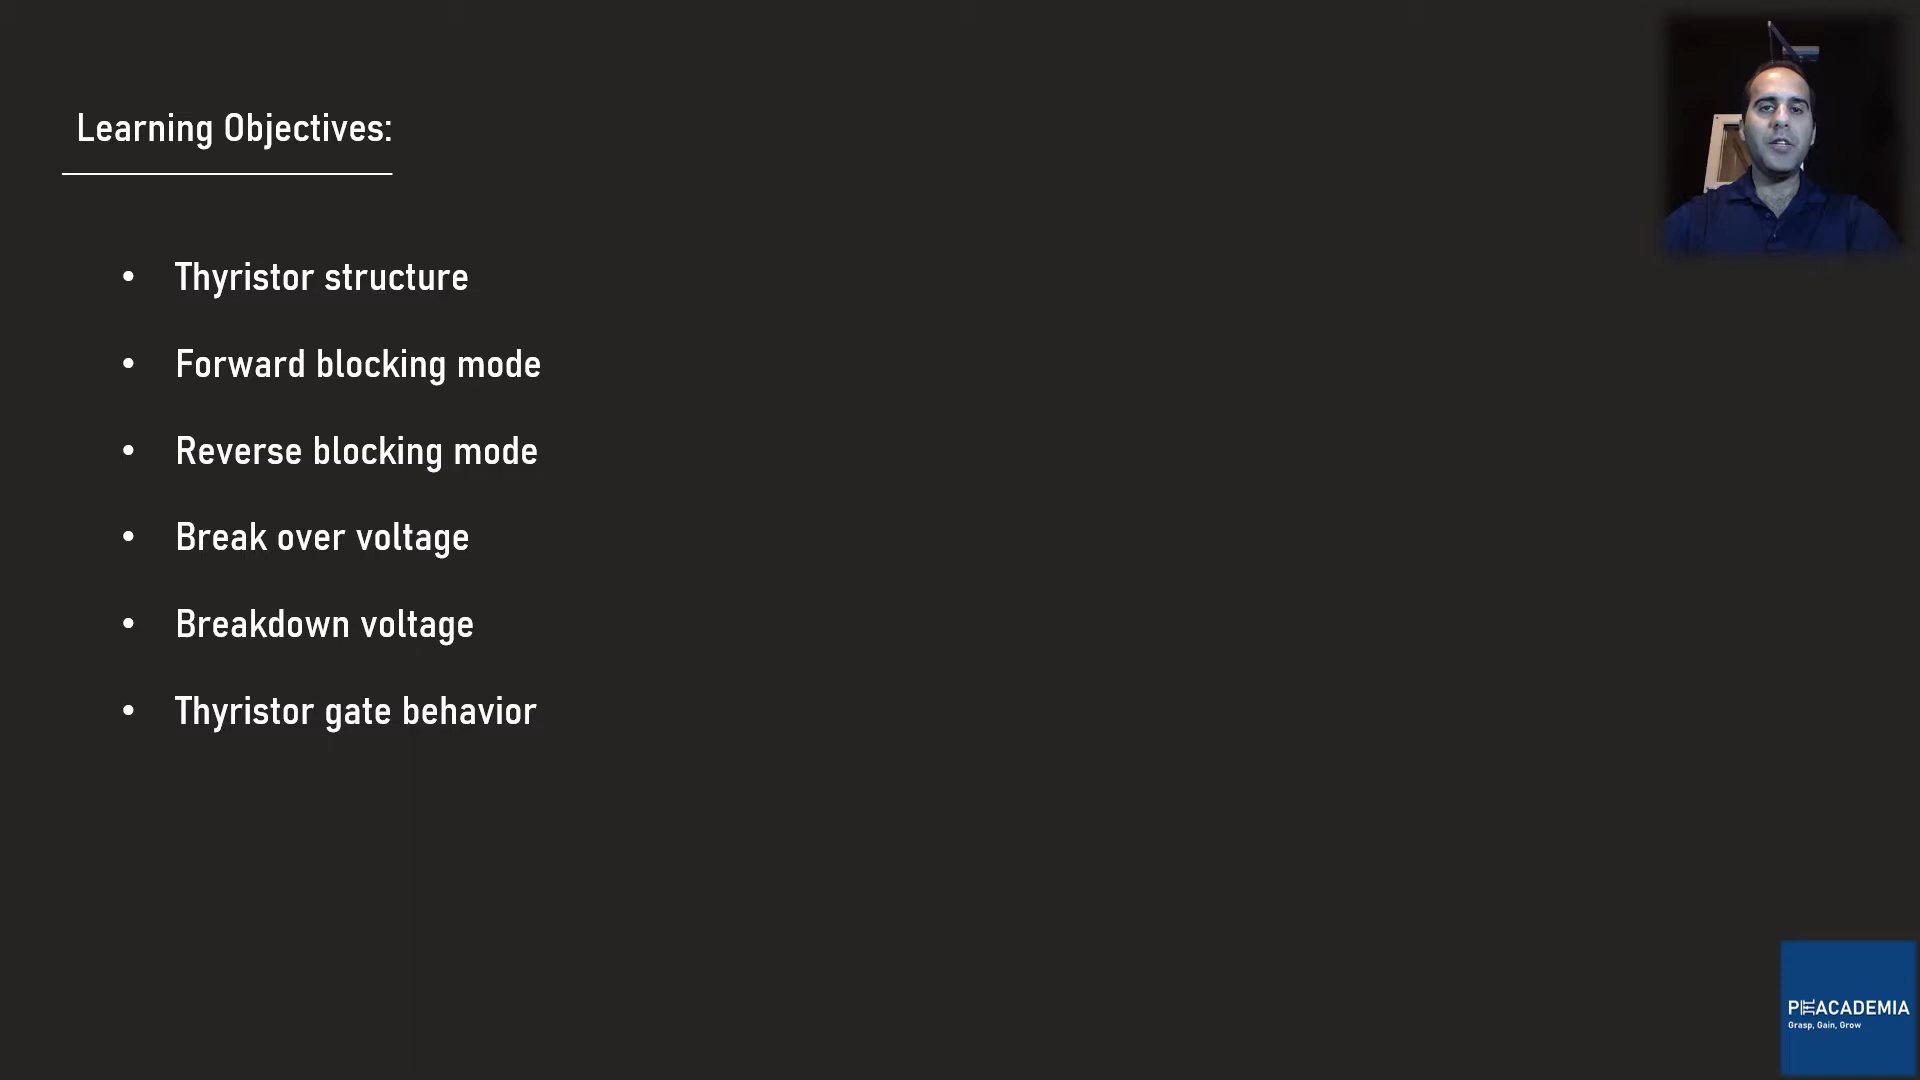 Learning Objectives:
• Thyristor structure
• Forward blocking mode
• Reverse blocking mode
• Break over voltage
• Breakdown voltage
• Thyristor gate behavior
Grasp, Gain, Grow